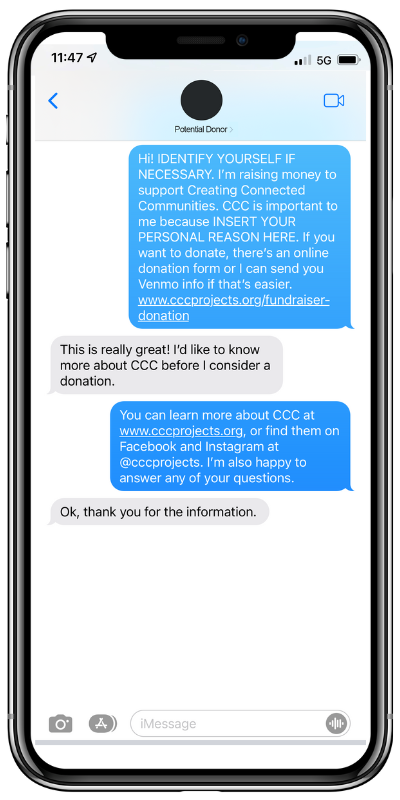 11:47
5G
Potential Donor
Hi! IDENTIFY YOURSELF IF
NECESSARY. I'm raising money to
support Creating Connected
Communities. CCC is important to
me because INSERT YOUR
PERSONAL REASON HERE. If you
want to donate, there's an online
donation form or I can send you
Venmo info if that's easier.
www.cccprojects.org/fundraiser-
donation
This is really great! I'd like to know
more about CCC before I consider a
donation.
You can learn more about CCC at
www.cccprojects.org, or find them on
Facebook and Instagram at
@cccprojects. I'm also happy to
answer any of your questions.
Ok, thank you for the information.
iMessage